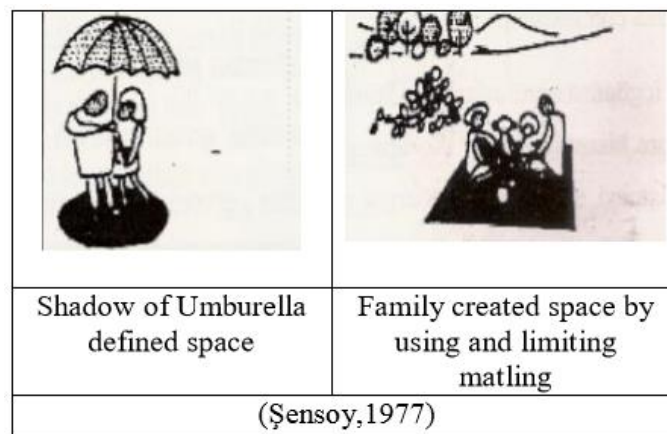 Shadow of Umburella
defined space
Family created space by
using and limiting
matling
(Şensoy,1977)